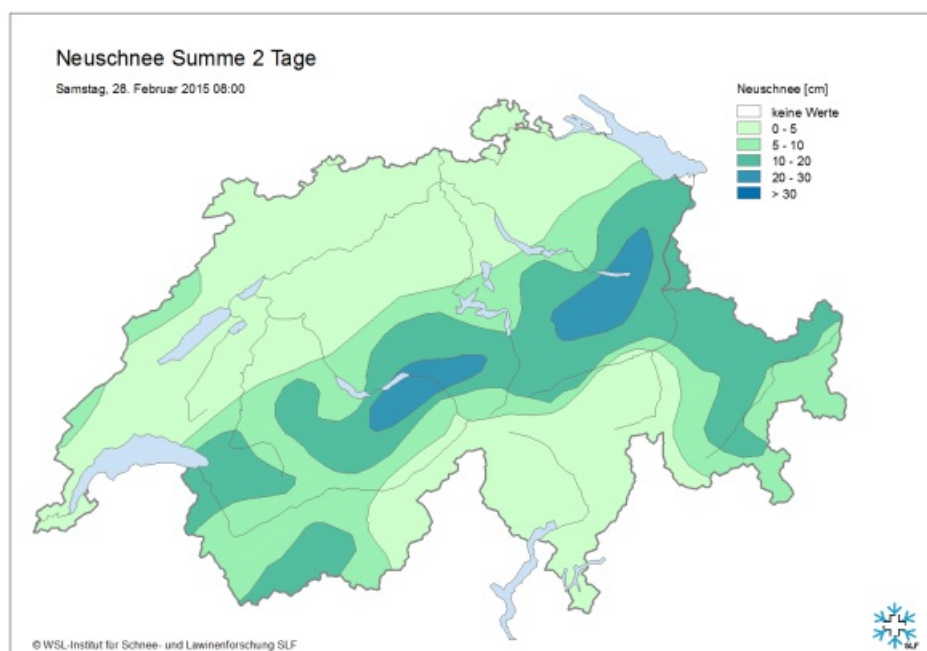 Neuschnee Summe 2 Tage
Samstag, 28. Februar 2015 08:00
Neuschnee [cm]
keine Werte
0 - 5
5 - 10
10 - 20
20 - 30
> 30
© WSL-Institut für Schnee- und Lawinenforschung SLF
SLF